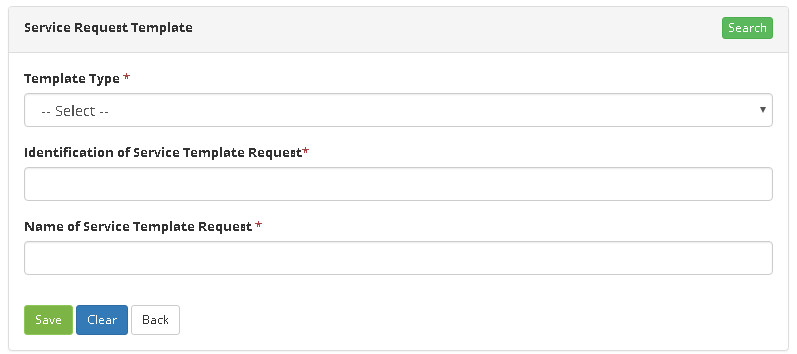 Service Request Template
Search
Template Type *
-- Select --
Identification of Service Template Request*
Name of Service Template Request *
Save
Clear
Back